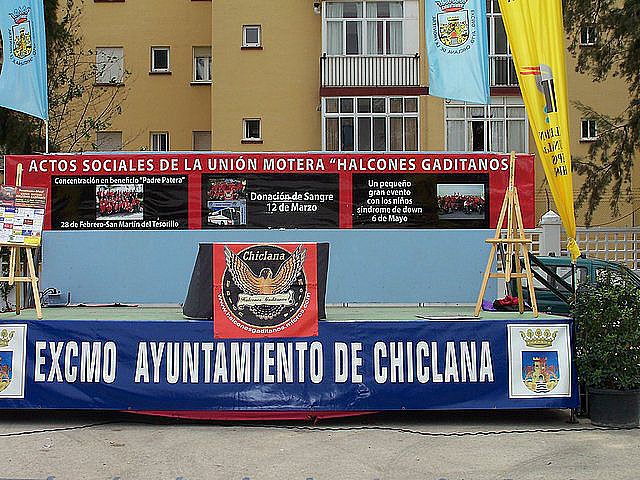 ACTOS SOCIALES DE LA UNIÓN MOTERA "HALCONES GADITANOS
Concentración en beneficio "Padre Patera"
28 de Febrero-San Martín del Tesorillo
Donación de Sangre
12 de Marzo
Un pequeño
gran evento
con los niños
síndrome de down
6 de Mayo
Chiclana
Halcones Gaditanos
EXCMO AYUNTAMIENTO DE CHICLANA